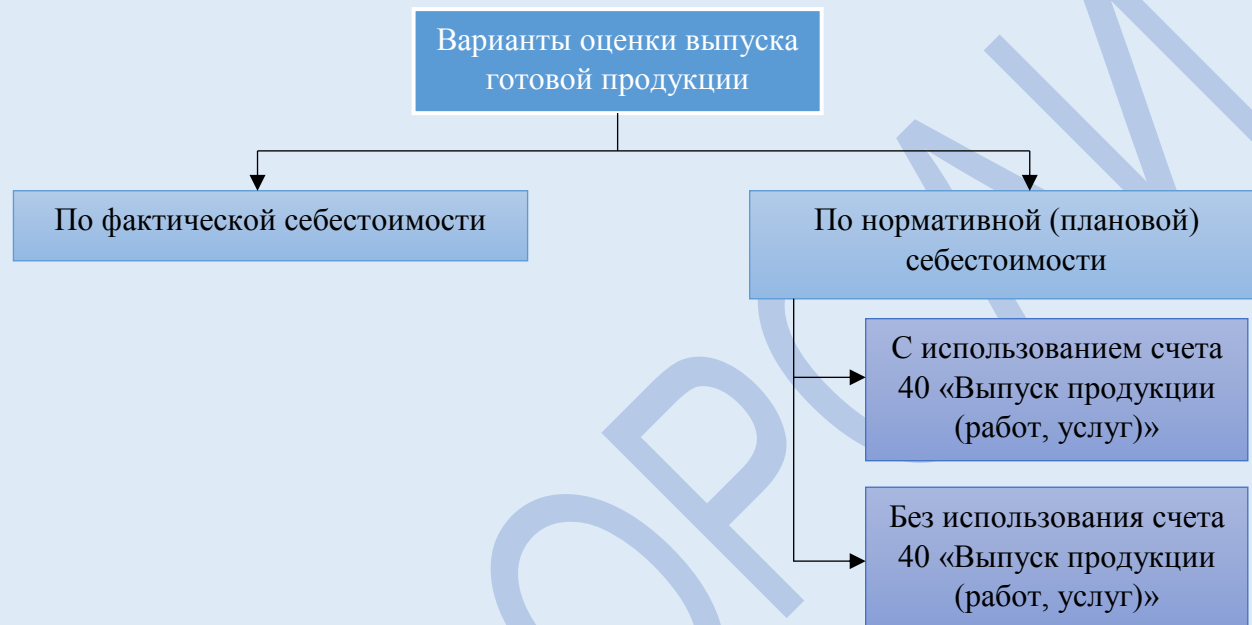 Варианты оценки выпуска
готовой продукции
По фактической себестоимости
По нормативной (плановой)
себестоимости
С использованием счета
40 «Выпуск продукции
(работ, услуг)»
Без использования счета
40 «Выпуск продукции
(работ, услуг)»